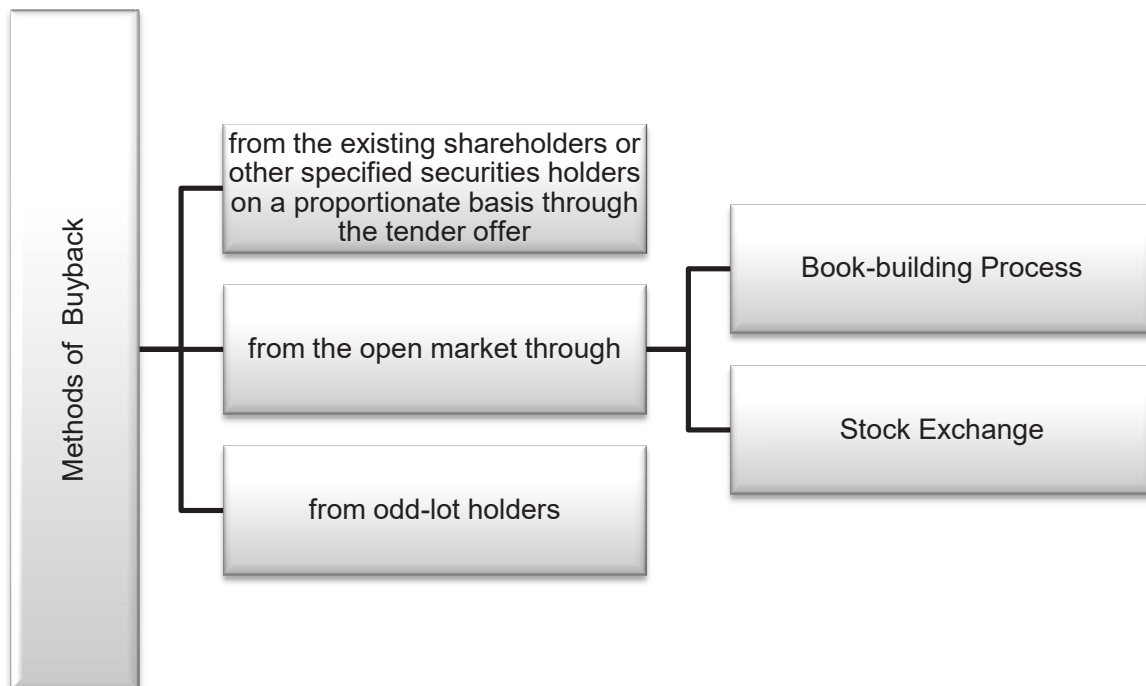 Methods of Buyback
from the existing shareholders or
other specified securities holders
on a proportionate basis through
the tender offer
from the open market through
from odd-lot holders
Book-building Process
Stock Exchange